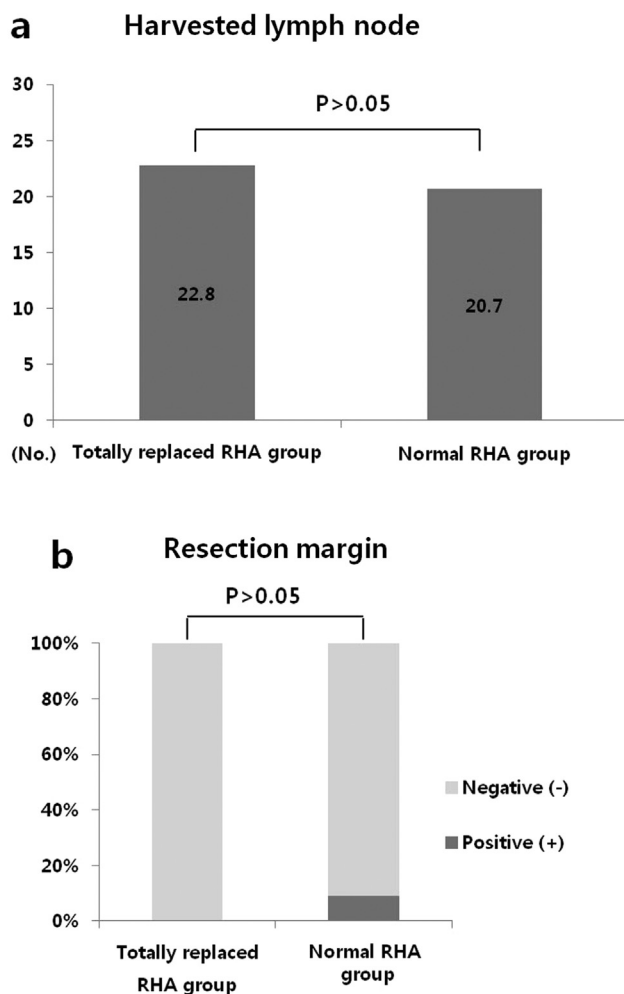 a Harvested lymph node
30
P>0.05
25
20
15
22.8
20.7
10
5
0
(No.) Totally replaced RHA group Normal RHA group
b Resection margin
P>0.05
100%
80%
60%
40%
20%
0%
Negative (-)
Positive (+)
Totally replaced
RHA group
Normal RHA
group